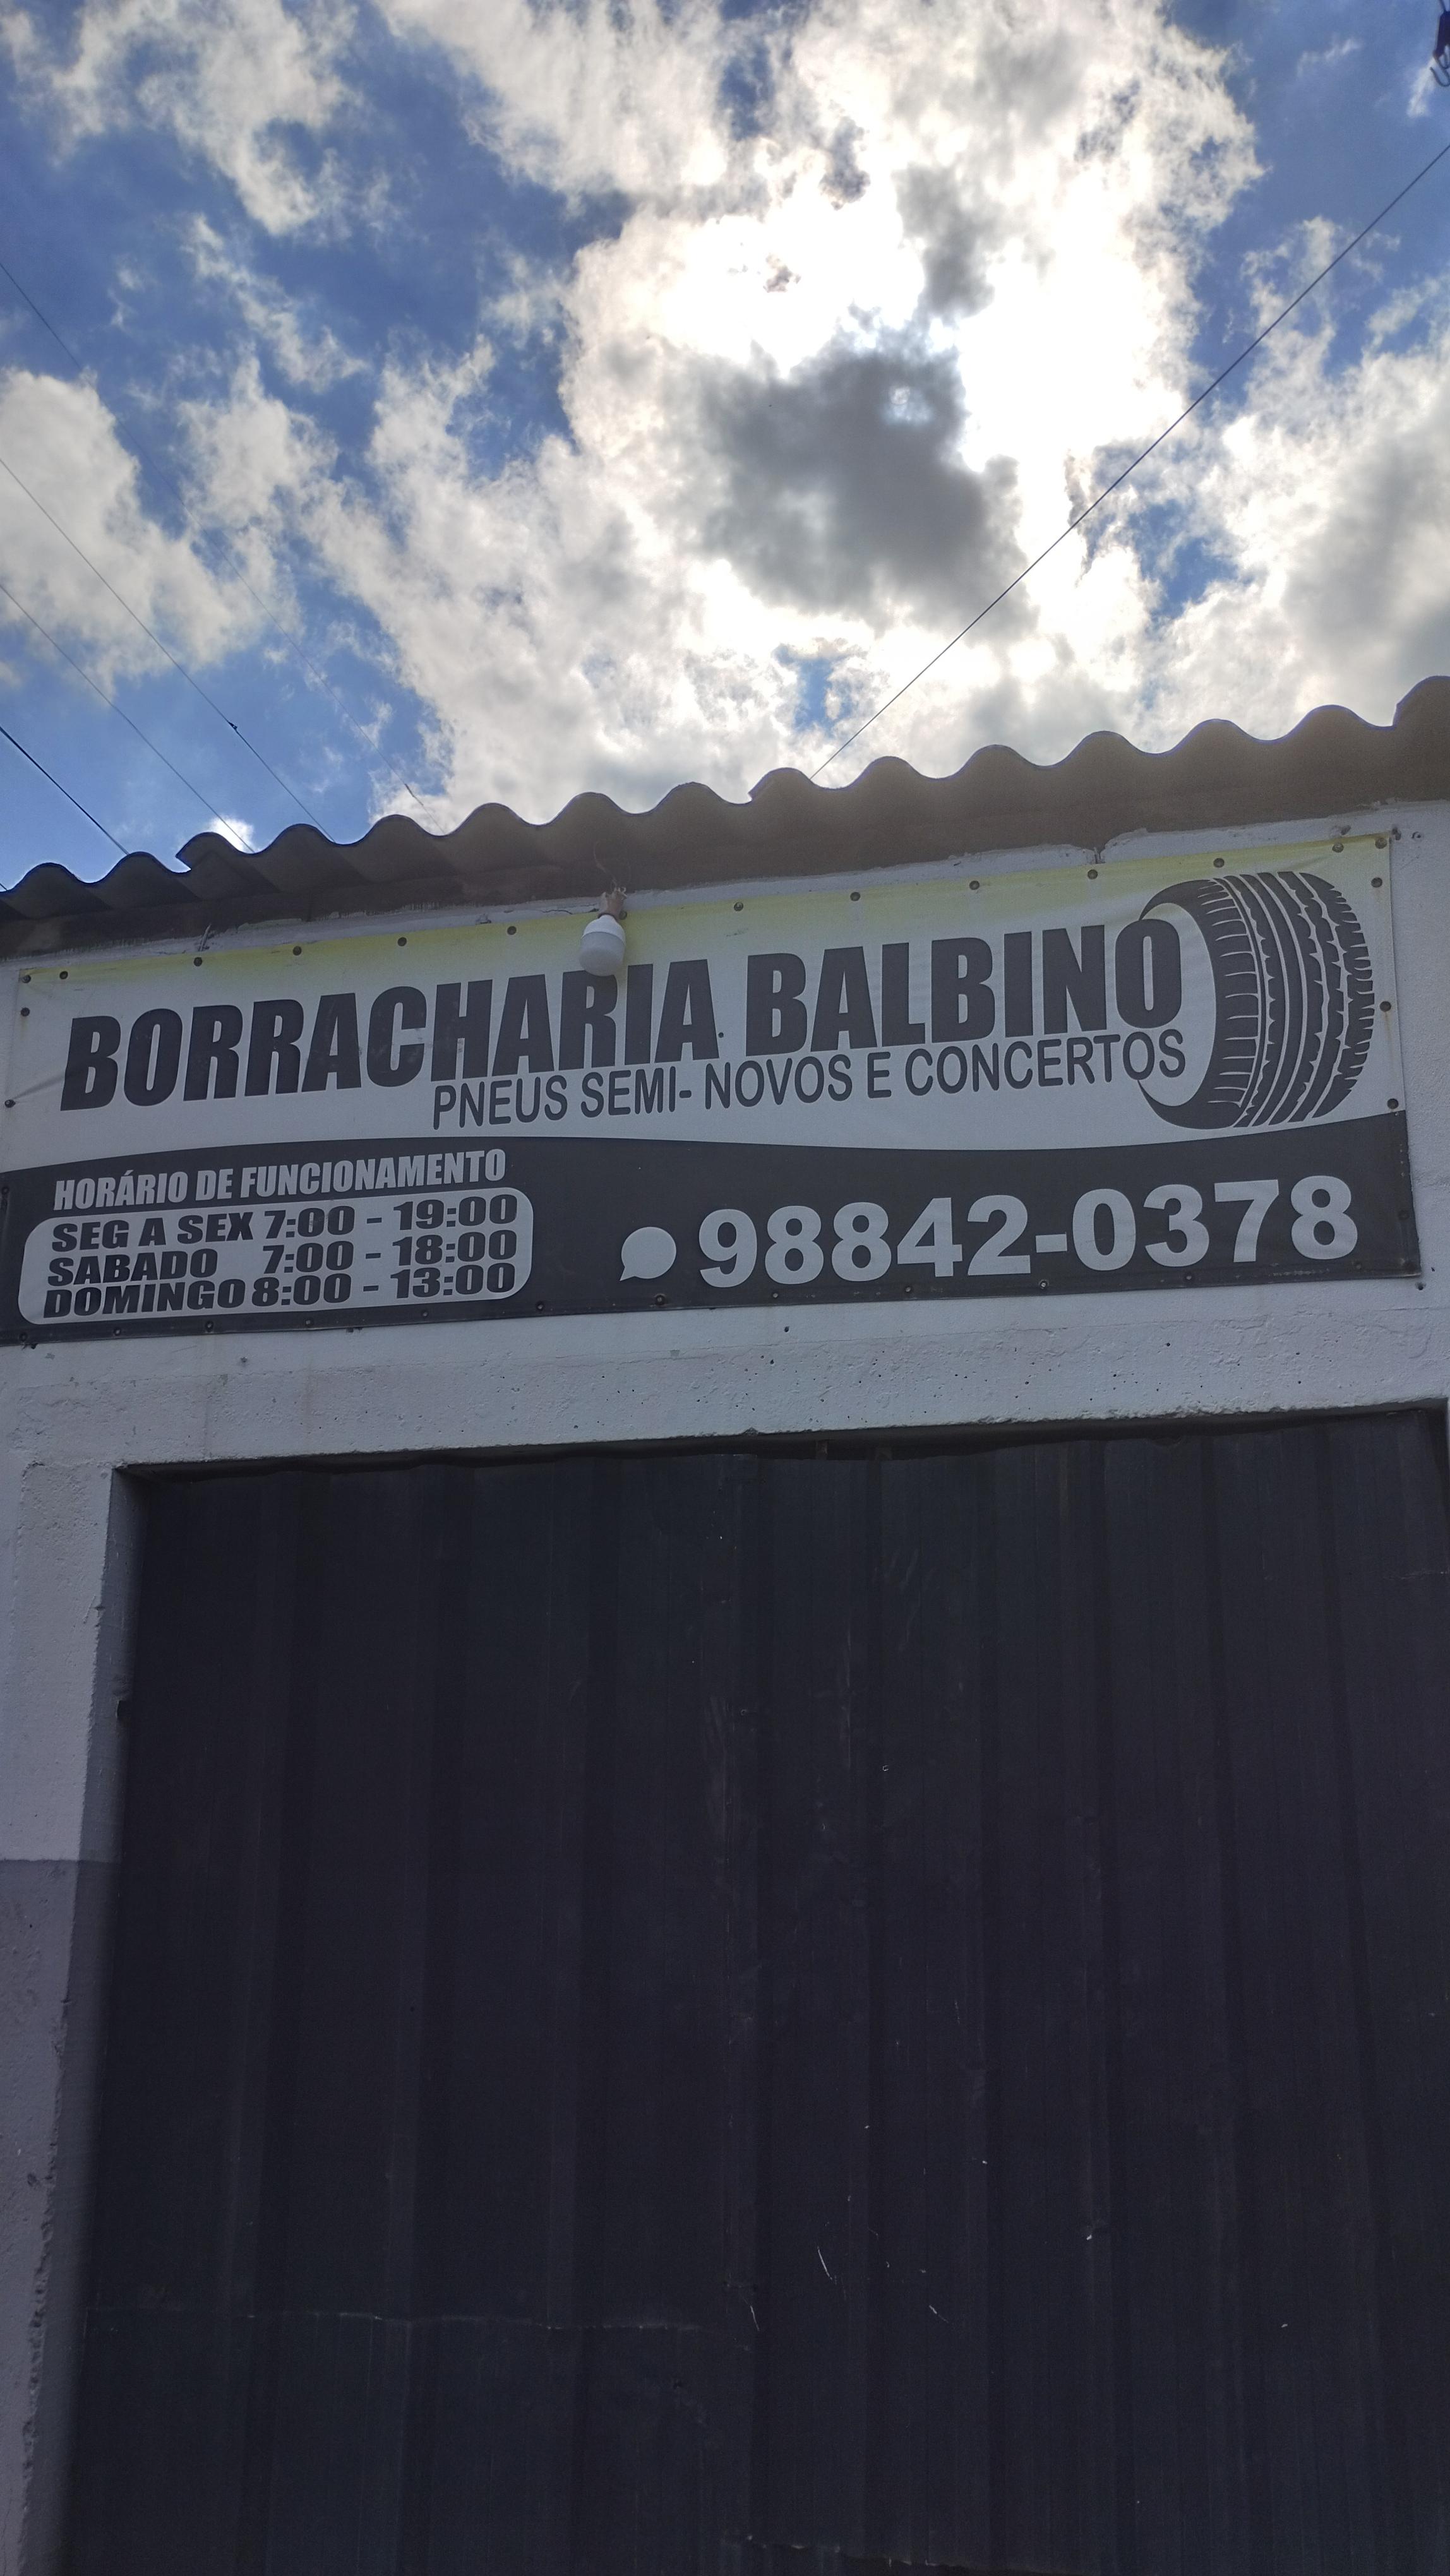 BORRACHARIA BALBINO
PNEUS SEMI- NOVOS E CONCERTOS
HORÁRIO DE FUNCIONAMENTO
SEG A SEX 7:00 - 19:00
SABADO 7:00 - 18:00
DOMINGO 8:00 - 13:00
98842-0378